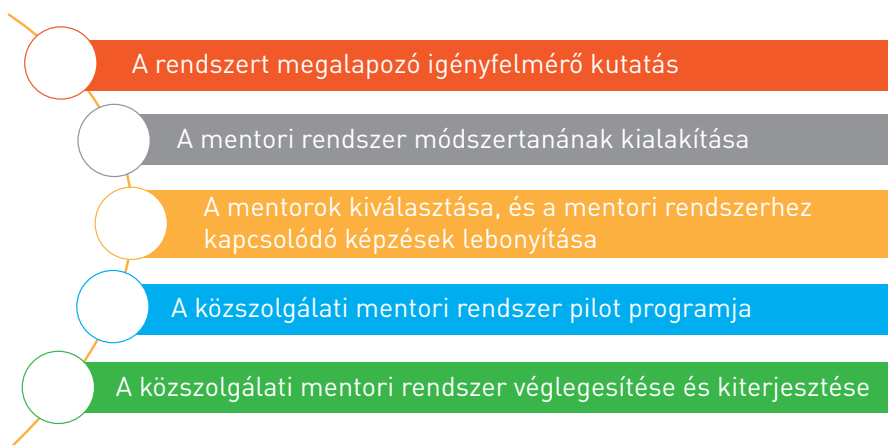 A rendszert megalapozó igényfelmérő kutatás
A mentori rendszer módszertanának kialakítása
A mentorok kiválasztása, és a mentori rendszerhez
kapcsolódó képzések lebonyítása
A közszolgálati mentori rendszer pilot programja
A közszolgálati mentori rendszer véglegesítése és kiterjesztése